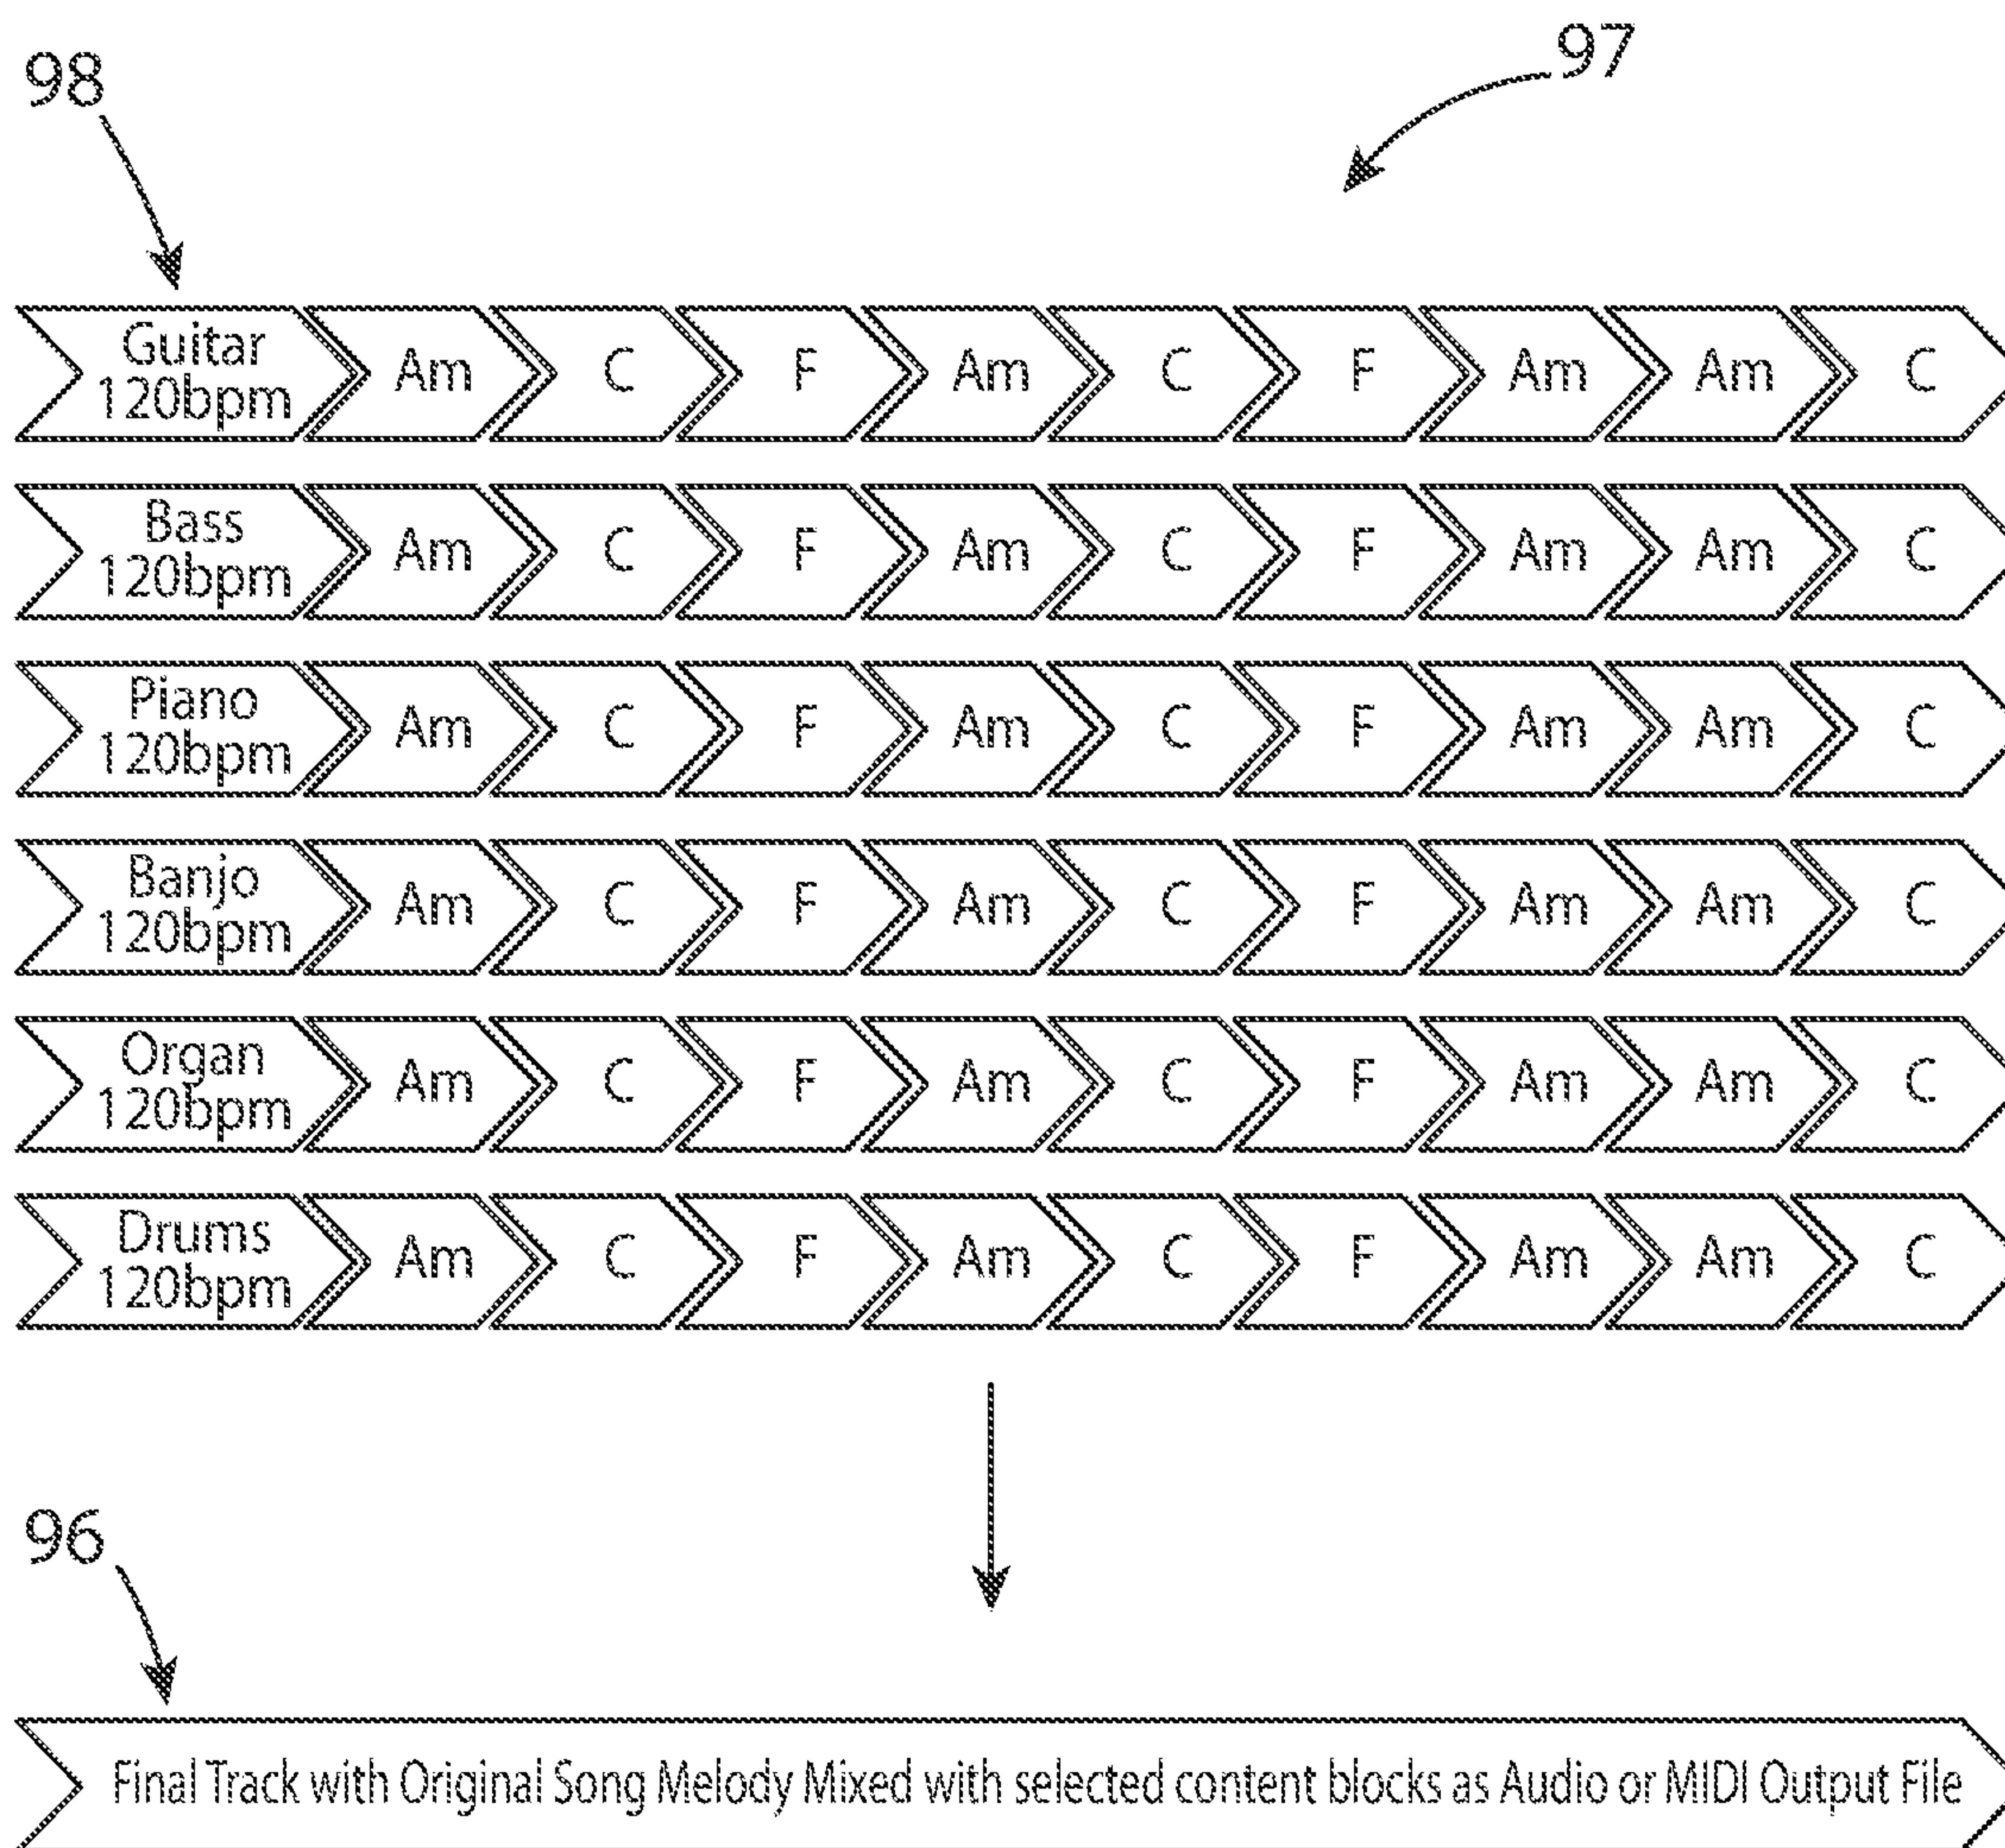 98
97
Guitar
120bpm
Am C F Am C F Am Am C
Bass
120bpm
Am C F Am C F Am Am C
Piano
120bpm
Am C F Am C F Am Am C
Banjo
120bpm
Am C F Am C F Am Am C
Organ
120bpm
Am C F Am C F Am Am C
Drums
120bpm
Am C F Am C F Am Am C
96
Final Track with Original Song Melody Mixed with selected content blocks as Audio or MIDI Output File